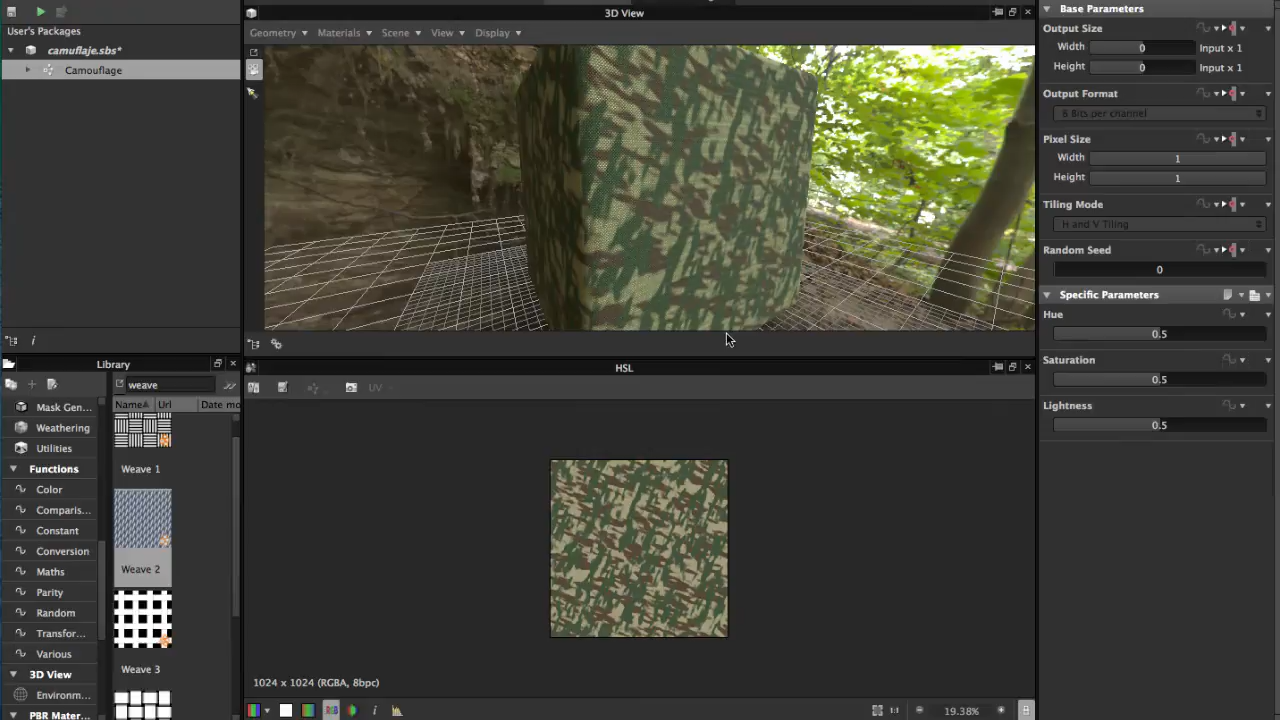 3D View
Base Parameters
User's Packages
camuflaje.sbs*
Camouflage
Geometry
Materials
Scene
View
Display
Output Size
Width
0
Input x 1
Height
0
Input x 1
Output Format
8 Bits per channel
Pixel Size
Width
1
Height
1
Tiling Mode
H and V Tiling
Random Seed
0
Specific Parameters
Hue
0.5
Saturation
0.5
Lightness
0.5
i
Library
weave
Name
Url
Date mo
Mask Gen...
Weathering
Utilities
Functions
Color
Comparis...
Constant
Conversion
Maths
Parity
Random
Transfor...
Various
3D View
Environm...
PBR Mater...
Weave 1
Weave 2
Weave 3
HSL
UV
1024 x 1024 (RGBA, 8bpc)
RGB
i
1:1
19.38%